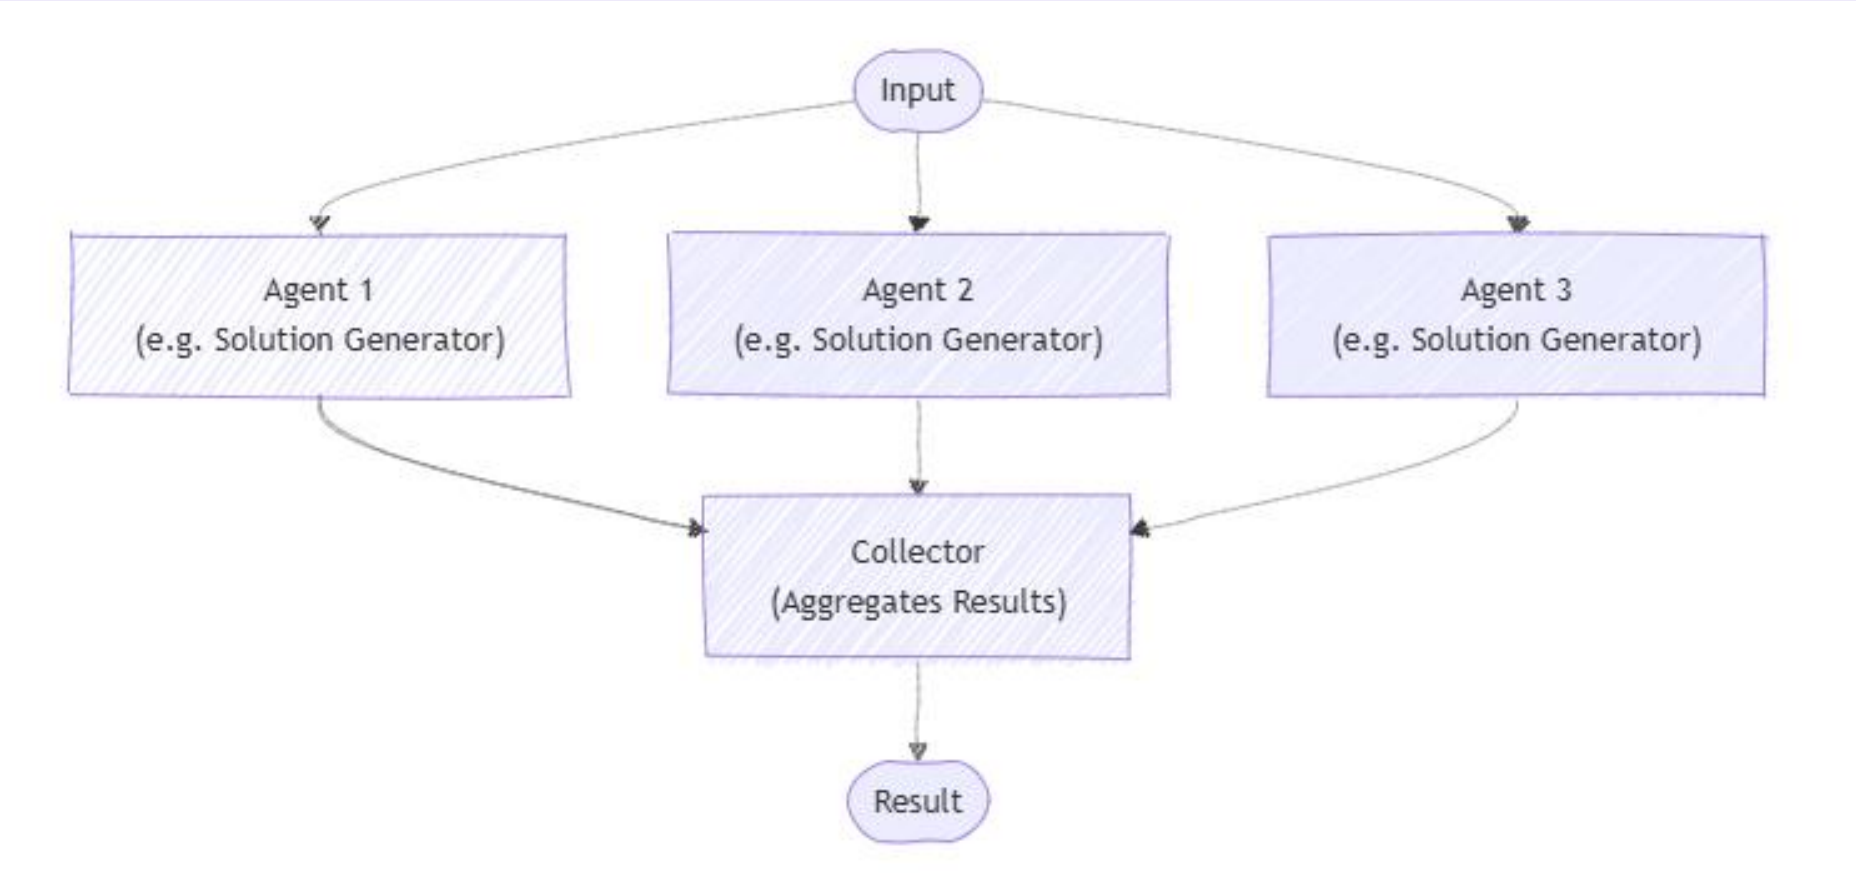 Input
Agent 1
(e.g. Solution Generator)
Agent 2
(e.g. Solution Generator)
Agent 3
(e.g. Solution Generator)
Collector
(Aggregates Results)
Result